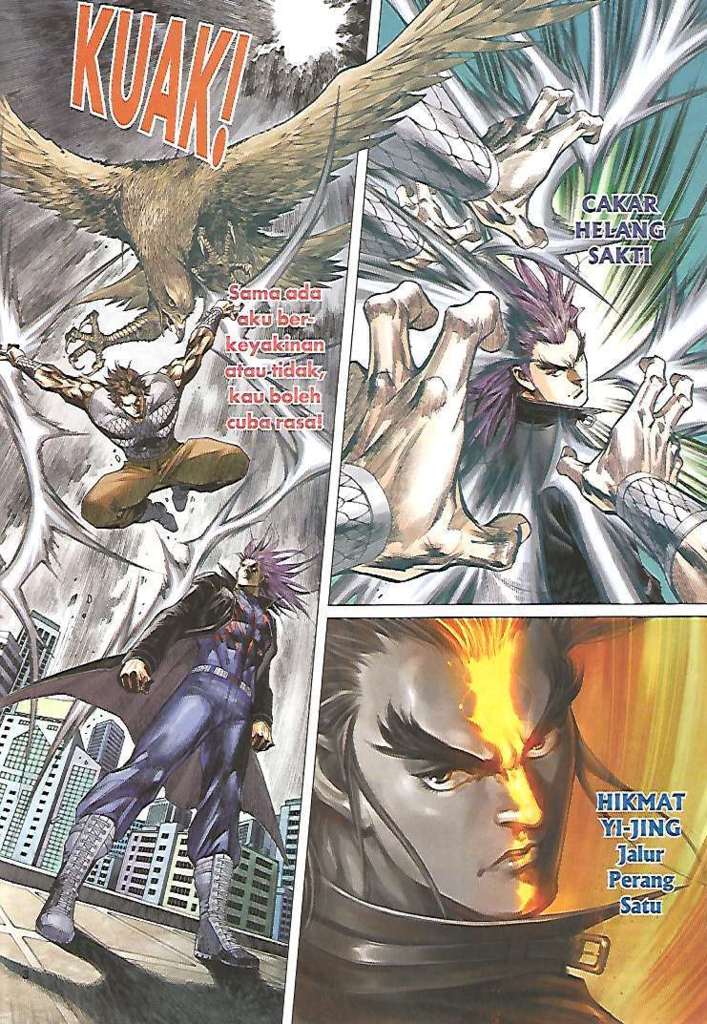 KUAK!
Sama ada
aku ber-
keyakinan
atau tidak,
kau boleh
cuba rasa!
CAKAR
HELANG
SAKTI
HIKMAT
YI-JING
Jalur
Perang
Satu